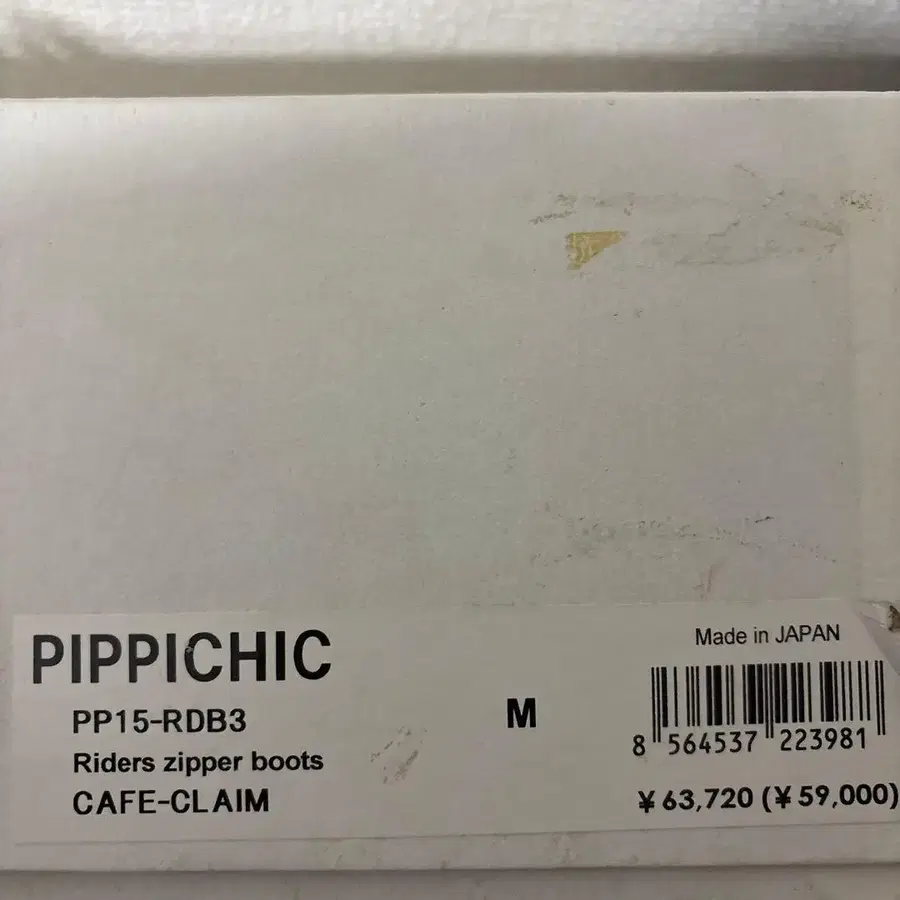 PIPPICHIC
PP15-RDB3
Riders zipper boots
CAFE-CLAIM
M
Made in JAPAN
8 564537 223981
¥63,720 (¥59,000)